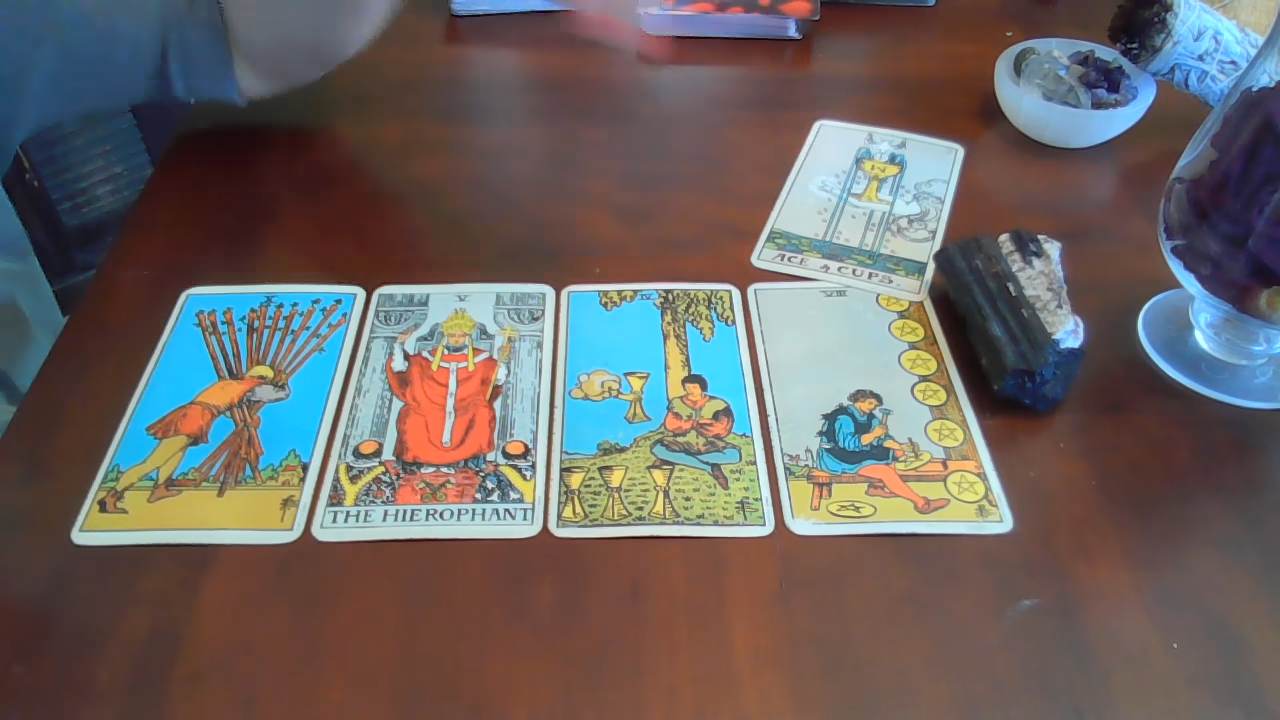 ACE of CUPS
X
V
IV
VIII
THE HIEROPHANT